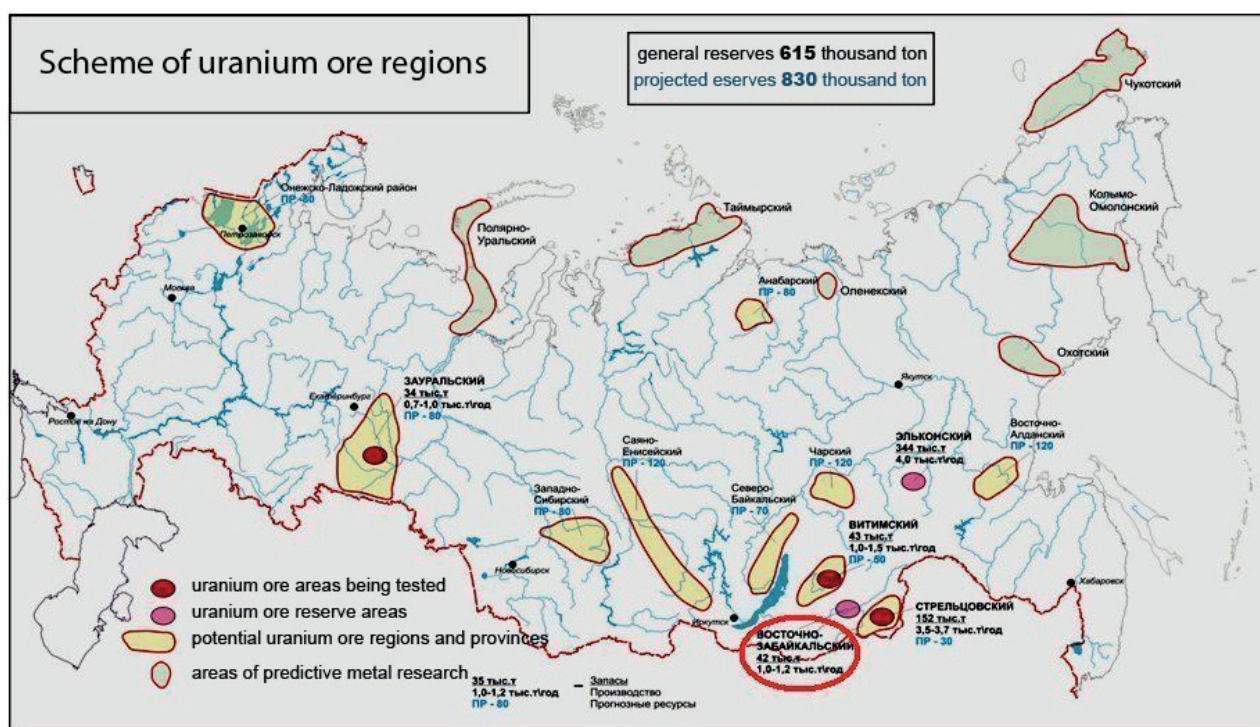 Scheme of uranium ore regions
general reserves 615 thousand ton
projected eserves 830 thousand ton
Чукотский
Онежско-Ладожский район
ПР - 80
Петрозаводск
Полярно-
Уральский
Таймырский
Колымо-
Омолонский
Москва
Анабарский
ПР - 80
Оленекский
Охотский
Якутск
ЗАУРАЛЬСКИЙ
34 тыс.т
0,7-1,0 тыс.т\год
ПР - 80
Екатеринбург
Ростов на Дону
Саяно-
Енисейский
ПР - 120
Чарский
ПР - 120
ЭЛЬКОНСКИЙ
344 тыс.т
4,0 тыс.т\год
Восточно-
Алданский
ПР - 120
Западно-
Сибирский
ПР - 80
Северо-
Байкальский
ПР - 70
ВИТИМСКИЙ
43 тыс.т
1,0-1,5 тыс.т\год
ПР - 50
Новосибирск
Хабаровск
Иркутск
СТРЕЛЬЦОВСКИЙ
152 тыс.т
3,5-3,7 тыс.т\год
ПР - 30
ВОСТОЧНО-
ЗАБАЙКАЛЬСКИЙ
42 тыс.т
1,0-1,2 тыс.т\год
uranium ore areas being tested
uranium ore reserve areas
potential uranium ore regions and provinces
areas of predictive metal research
35 тыс.т – Запасы
1,0-1,2 тыс.т\год Производство
ПР - 80 Прогнозные ресурсы